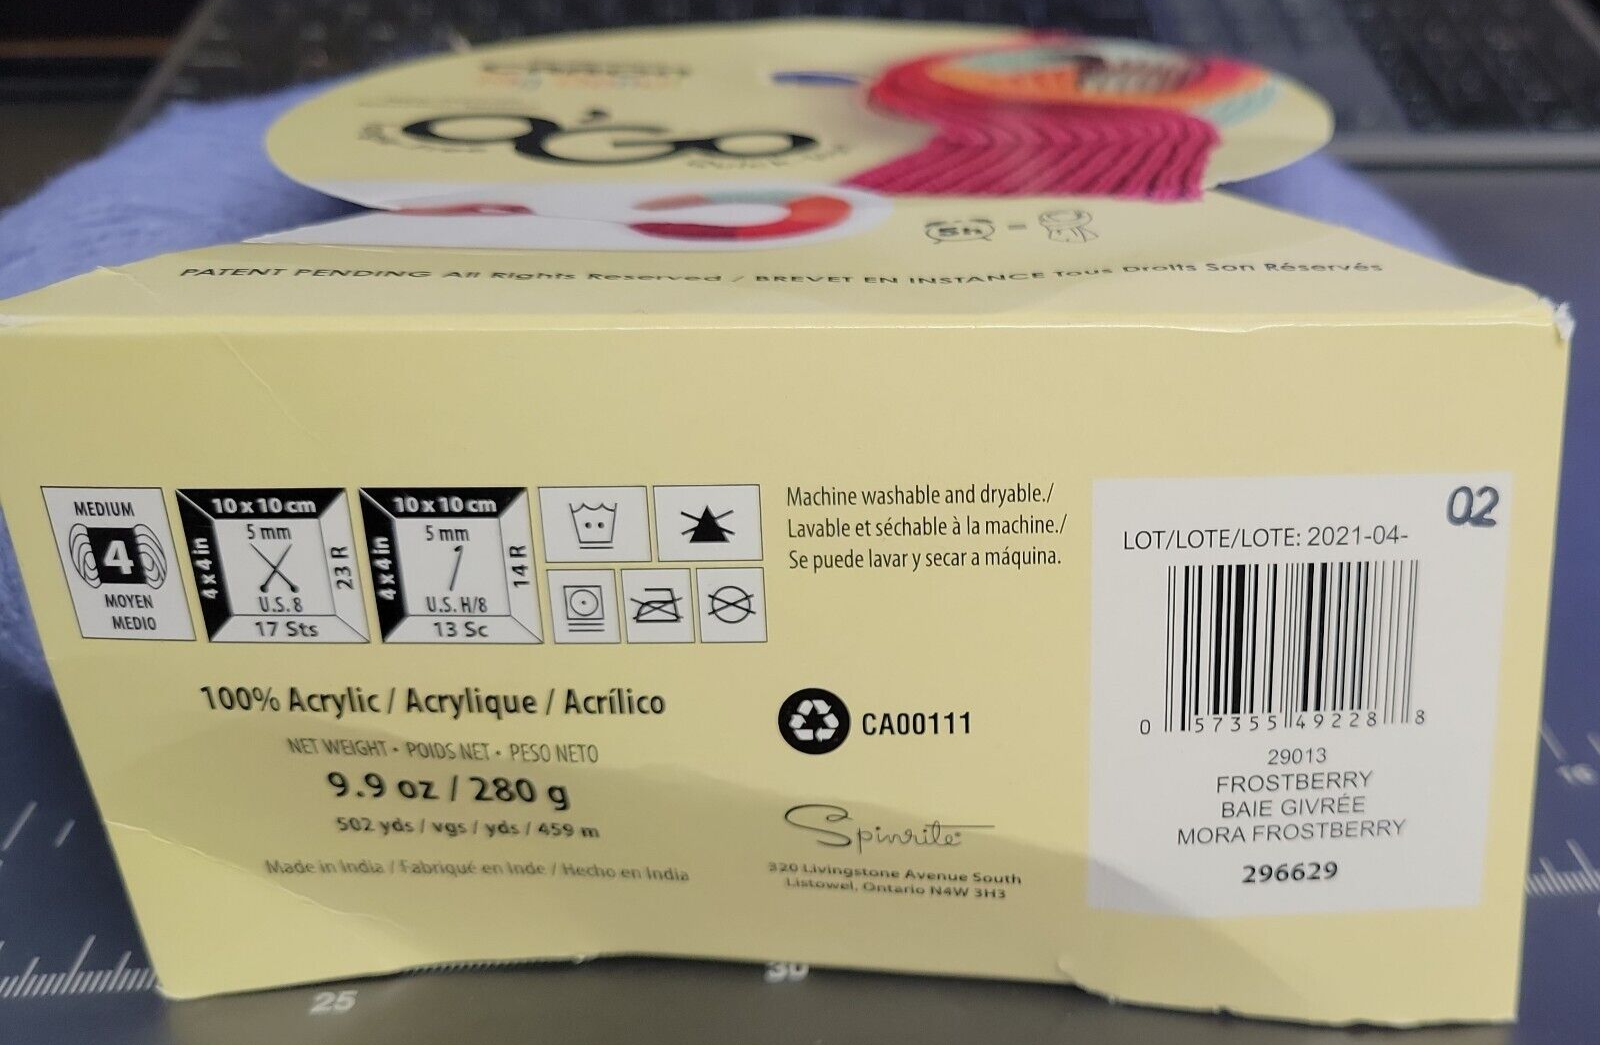 O'Go
5h =
PATENT PENDING All Rights Reserved / BREVET EN INSTANCE Tous Droits Son Réservés
MEDIUM
4
MOYEN
MEDIO
10 x 10 cm
4 x 4 in
5 mm
U.S. 8
23 R
17 Sts
10 x 10 cm
4 x 4 in
5 mm
U.S. H/8
14 R
13 Sc
Machine washable and dryable./
Lavable et séchable à la machine./
Se puede lavar y secar a máquina.
100% Acrylic / Acrylique / Acrílico
NET WEIGHT • POIDS NET • PESO NETO
9.9 oz / 280 g
502 yds / vgs / yds / 459 m
Made in India / Fabriqué en Inde / Hecho en India
CA00111
Spinrite
320 Livingstone Avenue South
Listowel, Ontario N4W 3H3
02
LOT/LOTE/LOTE: 2021-04-
0 57355 49228 8
29013
FROSTBERRY
BAIE GIVRÉE
MORA FROSTBERRY
296629
25
30